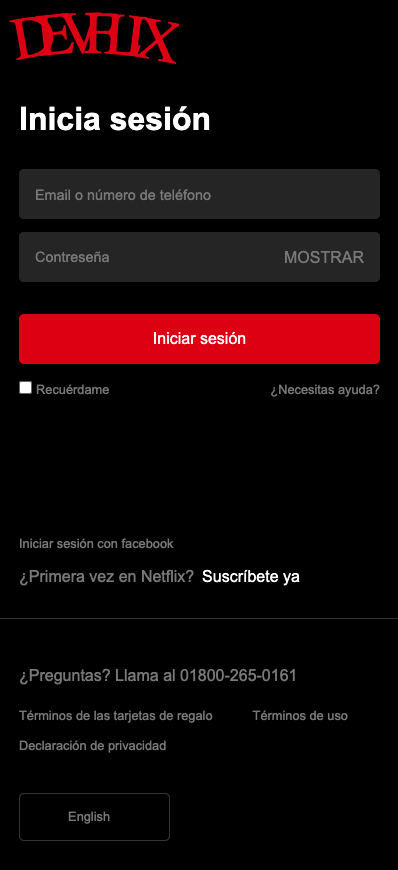 DEVFLIX
Inicia sesión
Email o número de teléfono
Contreseña MOSTRAR
Iniciar sesión
Recuérdame ¿Necesitas ayuda?
Iniciar sesión con facebook
¿Primera vez en Netflix? Suscríbete ya
¿Preguntas? Llama al 01800-265-0161
Términos de las tarjetas de regalo Términos de uso
Declaración de privacidad
English